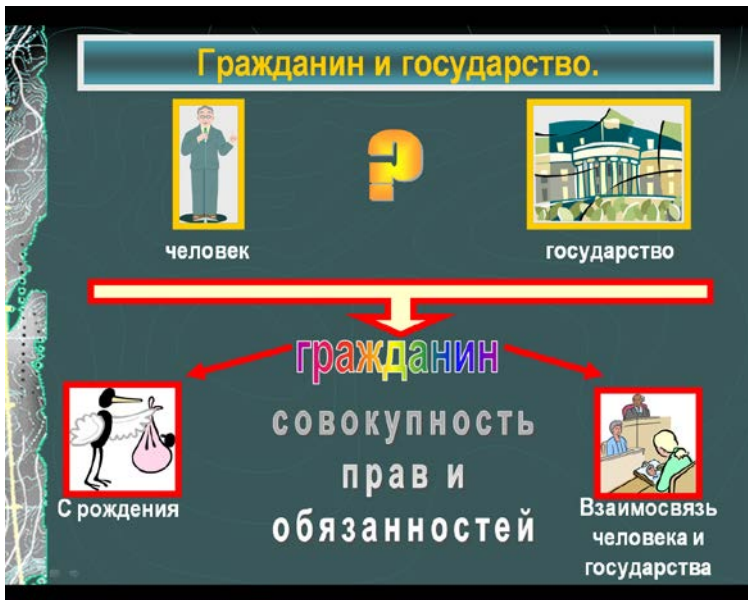 Гражданин и государство.
?
человек
государство
гражданин
совокупность
прав и
обязанностей
С рождения
Взаимосвязь
человека и
государства